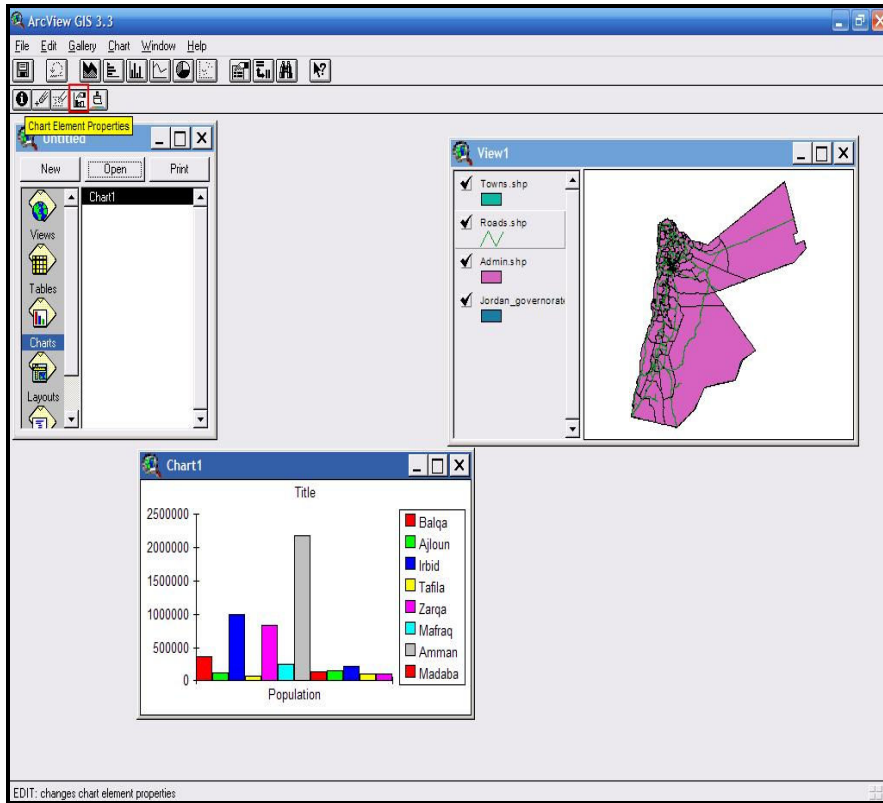 ArcView GIS 3.3
File Edit Gallery Chart Window Help
Chart Element Properties
Untitled
New Open Print
Chart1
Views
Tables
Charts
Layouts
View1
Towns.shp
Roads.shp
Admin.shp
Jordan_governorat
Chart1
Title
2500000
2000000
1500000
1000000
500000
0
Population
Balqa
Ajloun
Irbid
Tafila
Zarqa
Mafraq
Amman
Madaba
EDIT: changes chart element properties